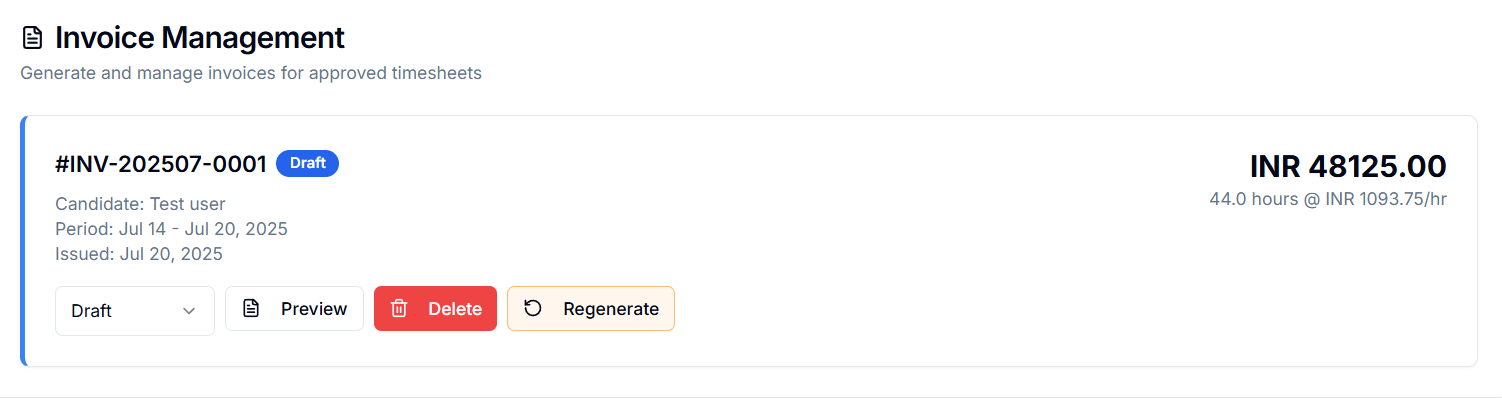 Invoice Management
Generate and manage invoices for approved timesheets
#INV-202507-0001 Draft
INR 48125.00
44.0 hours @ INR 1093.75/hr
Candidate: Test user
Period: Jul 14 - Jul 20, 2025
Issued: Jul 20, 2025
Draft Preview Delete Regenerate